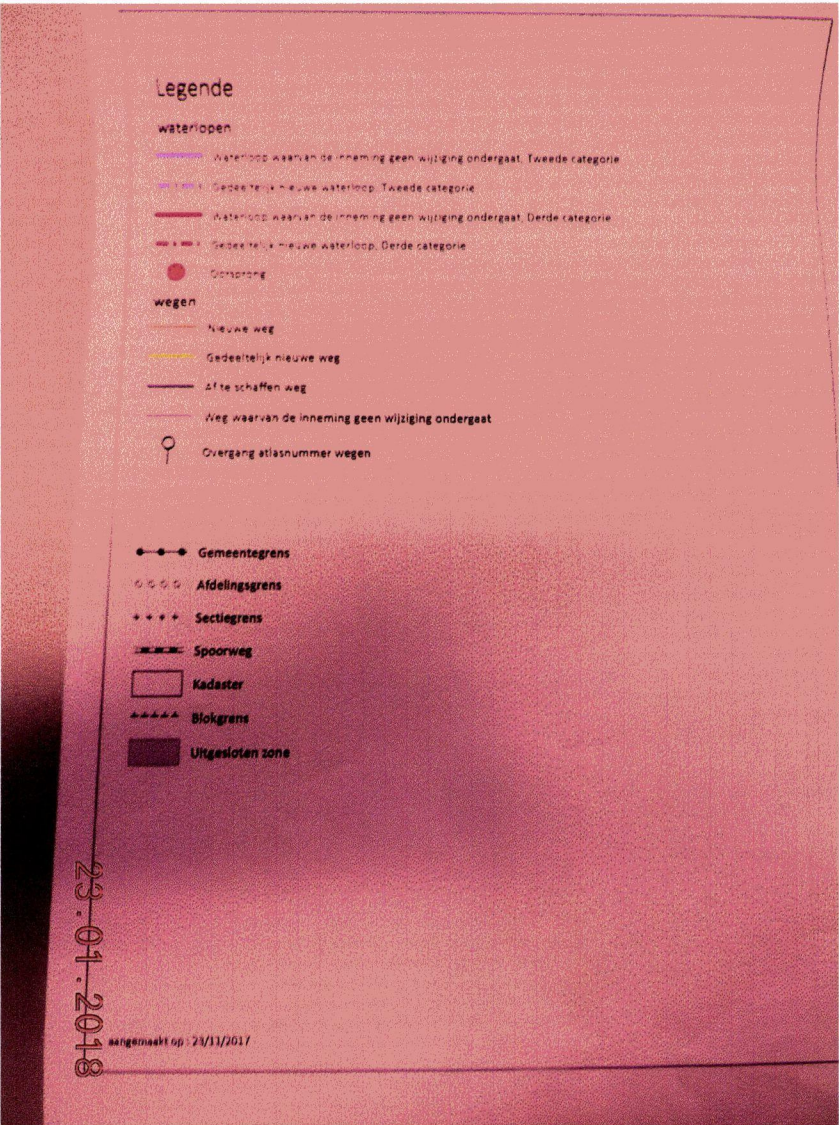 Legende
waterlopen
Waterloop waarvan de inneming geen wijziging ondergaat, Tweede categorie
Gedeeltelijk nieuwe waterloop, Tweede categorie
Waterloop waarvan de inneming geen wijziging ondergaat, Derde categorie
Gedeeltelijk nieuwe waterloop, Derde categorie
Oorsprong
wegen
Nieuwe weg
Gedeeltelijk nieuwe weg
Af te schaffen weg
Weg waarvan de inneming geen wijziging ondergaat
Overgang atlasnummer wegen
Gemeentegrens
Afdelingsgrens
Sectiegrens
Spoorweg
Kadaster
Blokgrens
Uitgesloten zone
23.01.2018
aangemaakt op : 23/11/2017